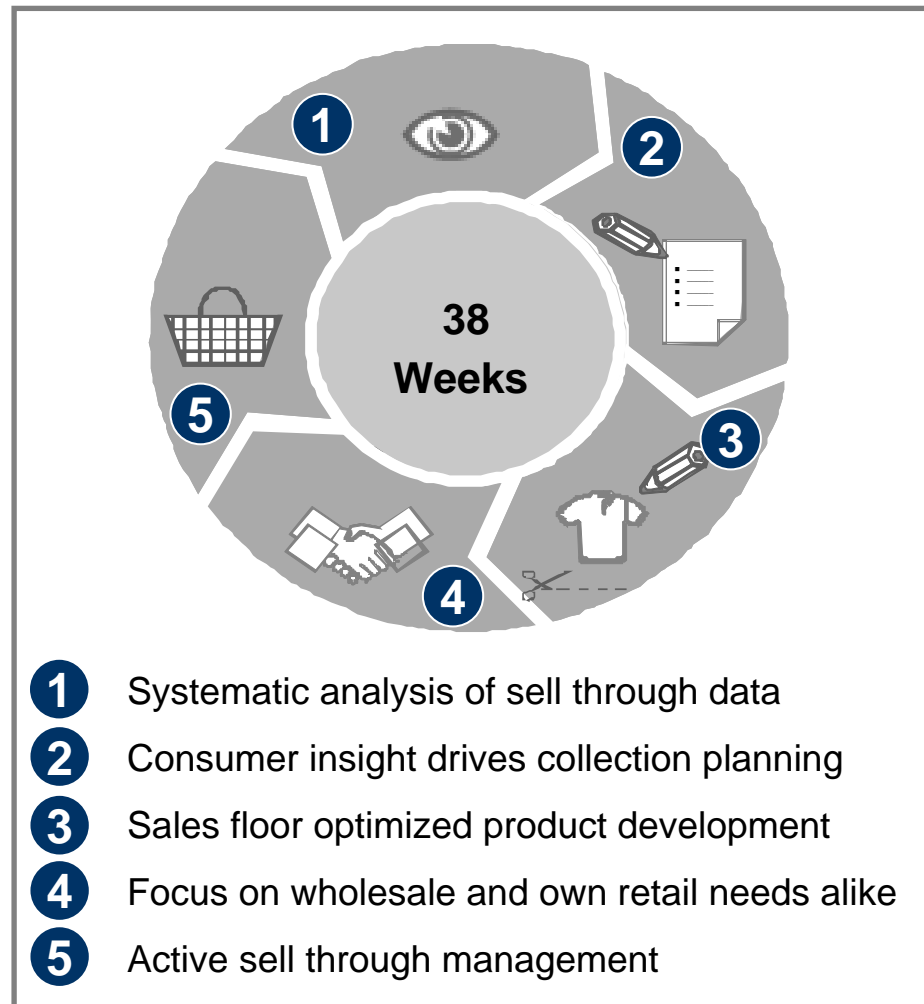 1
2
38
Weeks
3
5
4
1 Systematic analysis of sell through data
2 Consumer insight drives collection planning
3 Sales floor optimized product development
4 Focus on wholesale and own retail needs alike
5 Active sell through management